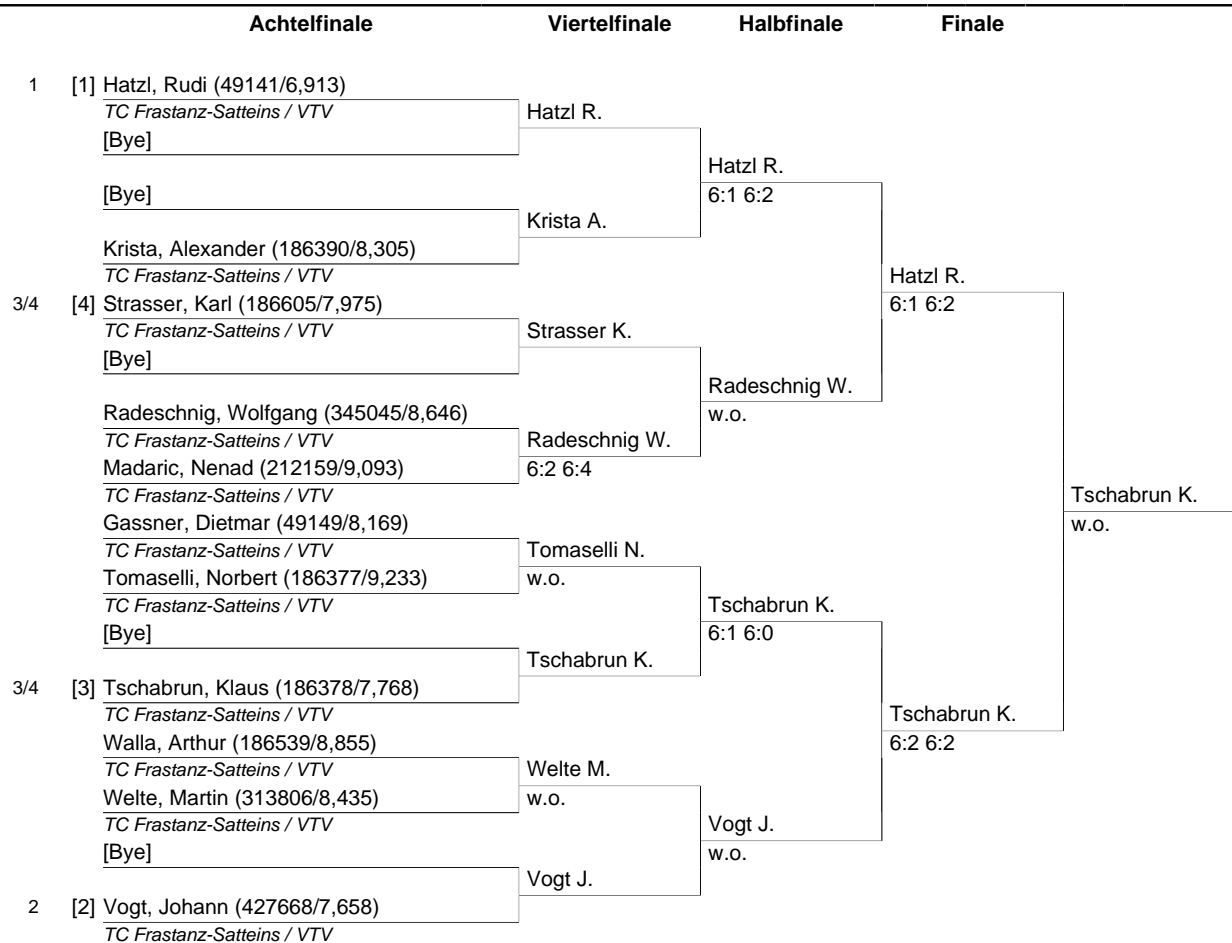 Achtelfinale Viertelfinale Halbfinale Finale
1 [1] Hatzl, Rudi (49141/6,913)
TC Frastanz-Satteins / VTV Hatzl R.
[Bye]
Hatzl R.
[Bye] 6:1 6:2
Krista A.
Krista, Alexander (186390/8,305)
TC Frastanz-Satteins / VTV Hatzl R.
3/4 [4] Strasser, Karl (186605/7,975) 6:1 6:2
TC Frastanz-Satteins / VTV Strasser K.
[Bye]
Radeschnig W.
Radeschnig, Wolfgang (345045/8,646) w.o.
TC Frastanz-Satteins / VTV Radeschnig W.
Madaric, Nenad (212159/9,093) 6:2 6:4
TC Frastanz-Satteins / VTV Tschabrun K.
Gassner, Dietmar (49149/8,169) w.o.
TC Frastanz-Satteins / VTV Tomaselli N.
Tomaselli, Norbert (186377/9,233) w.o.
TC Frastanz-Satteins / VTV Tschabrun K.
[Bye] 6:1 6:0
Tschabrun K.
3/4 [3] Tschabrun, Klaus (186378/7,768)
TC Frastanz-Satteins / VTV Tschabrun K.
Walla, Arthur (186539/8,855) 6:2 6:2
TC Frastanz-Satteins / VTV Welte M.
Welte, Martin (313806/8,435) w.o.
TC Frastanz-Satteins / VTV Vogt J.
[Bye] w.o.
Vogt J.
2 [2] Vogt, Johann (427668/7,658)
TC Frastanz-Satteins / VTV